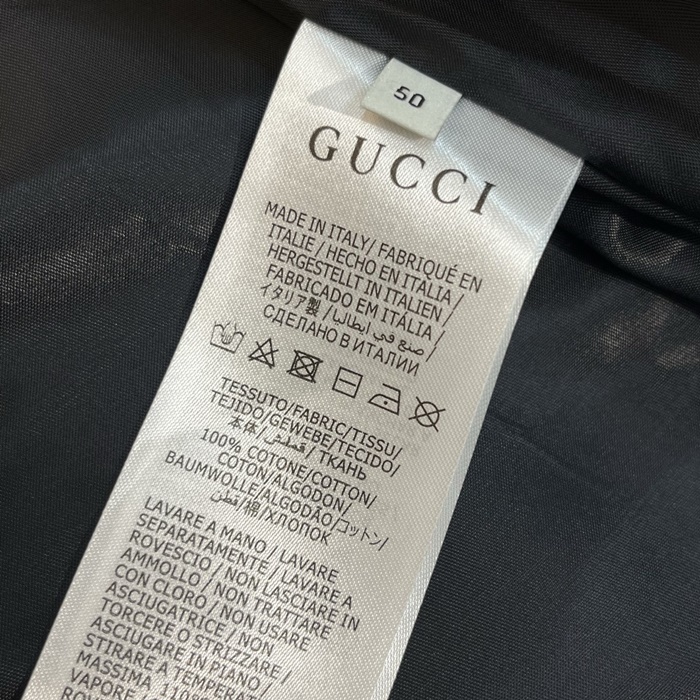 50
GUCCI
MADE IN ITALY/ FABRIQUÉ EN
ITALIE / HECHO EN ITALIA /
HERGESTELLT IN ITALIEN /
FABRICADO EM ITÁLIA /
イタリア製 / صنع في ايطاليا /
СДЕЛАНО В ИТАЛИИ
TESSUTO/FABRIC/TISSU/
TEJIDO/GEWEBE/TECIDO/
本体 / قماش / ТКАНЬ
100% COTONE/COTTON/
COTON/ALGODON/
BAUMWOLLE/ALGODÃO/コットン/
قطن/棉/ХЛОПОК
LAVARE A MANO / LAVARE
SEPARATAMENTE / LAVARE A
ROVESCIO / NON LASCIARE IN
AMMOLLO / NON TRATTARE
CON CLORO / NON USARE
ASCIUGATRICE / NON
TORCERE O STRIZZARE /
ASCIUGARE IN PIANO /
STIRARE A TEMPERAT
MASSIMA 110°
VAPORE